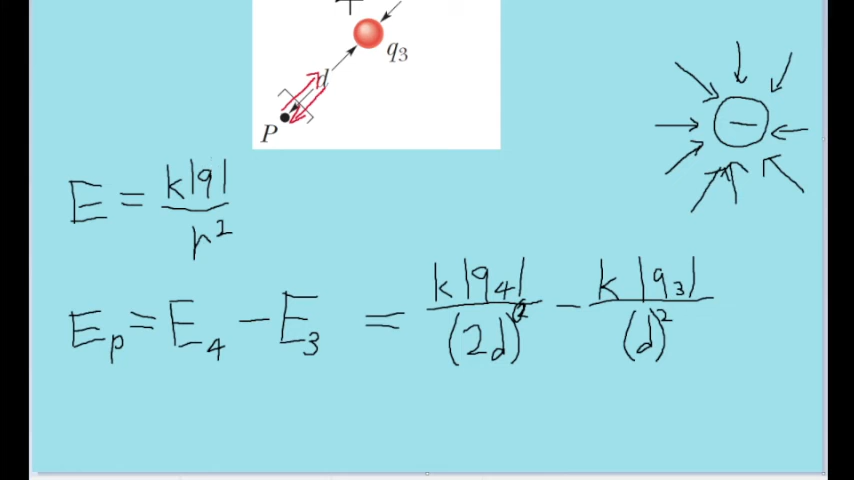 +
q₃
d
P
E = k|q| / r²
−
Eₚ = E₄ − E₃ = k|q₄| / (2d)² − k|q₃| / (d)²